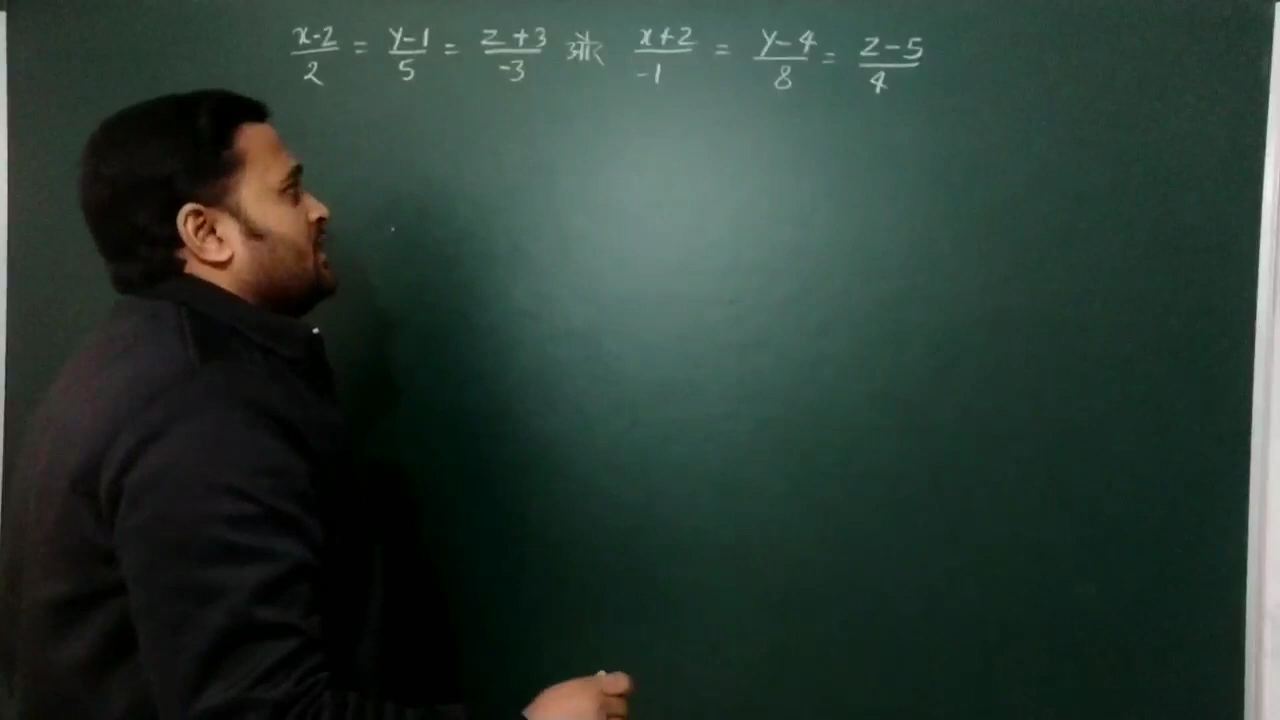 x-2/2 = y-1/5 = z+3/-3 और x+2/-1 = y-4/8 = z-5/4